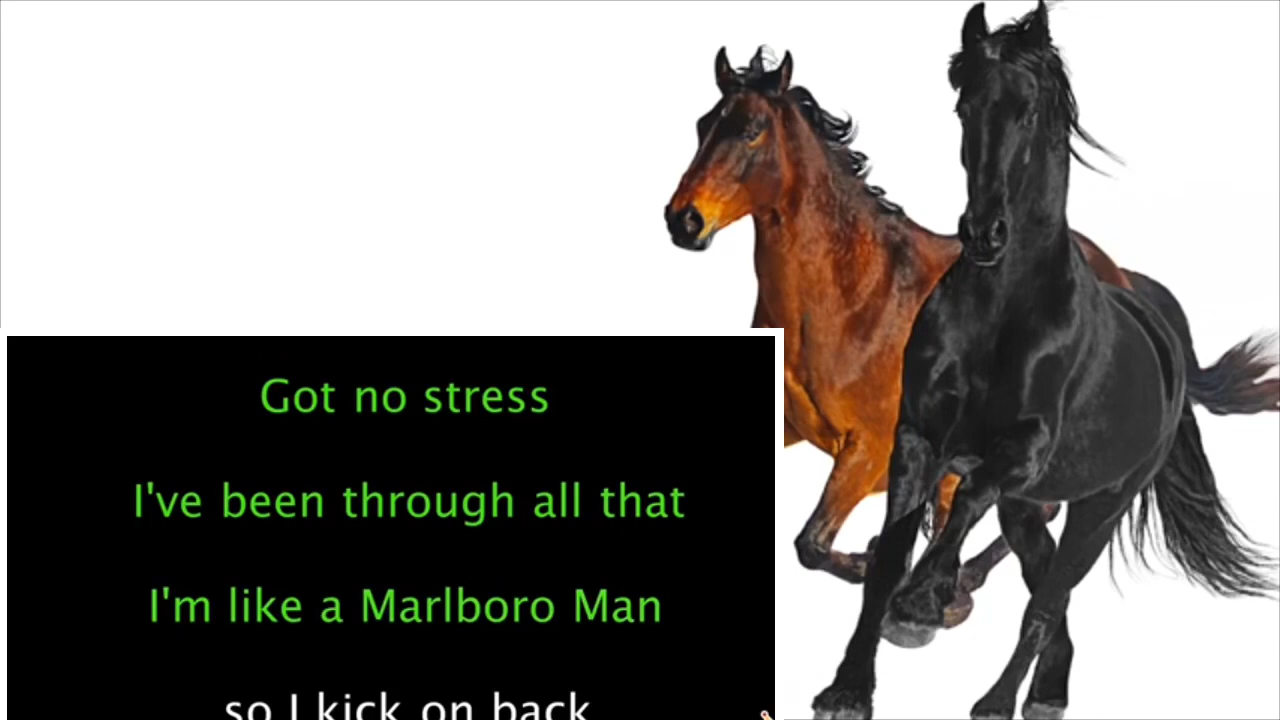 Got no stress
I've been through all that
I'm like a Marlboro Man
so I kick on back